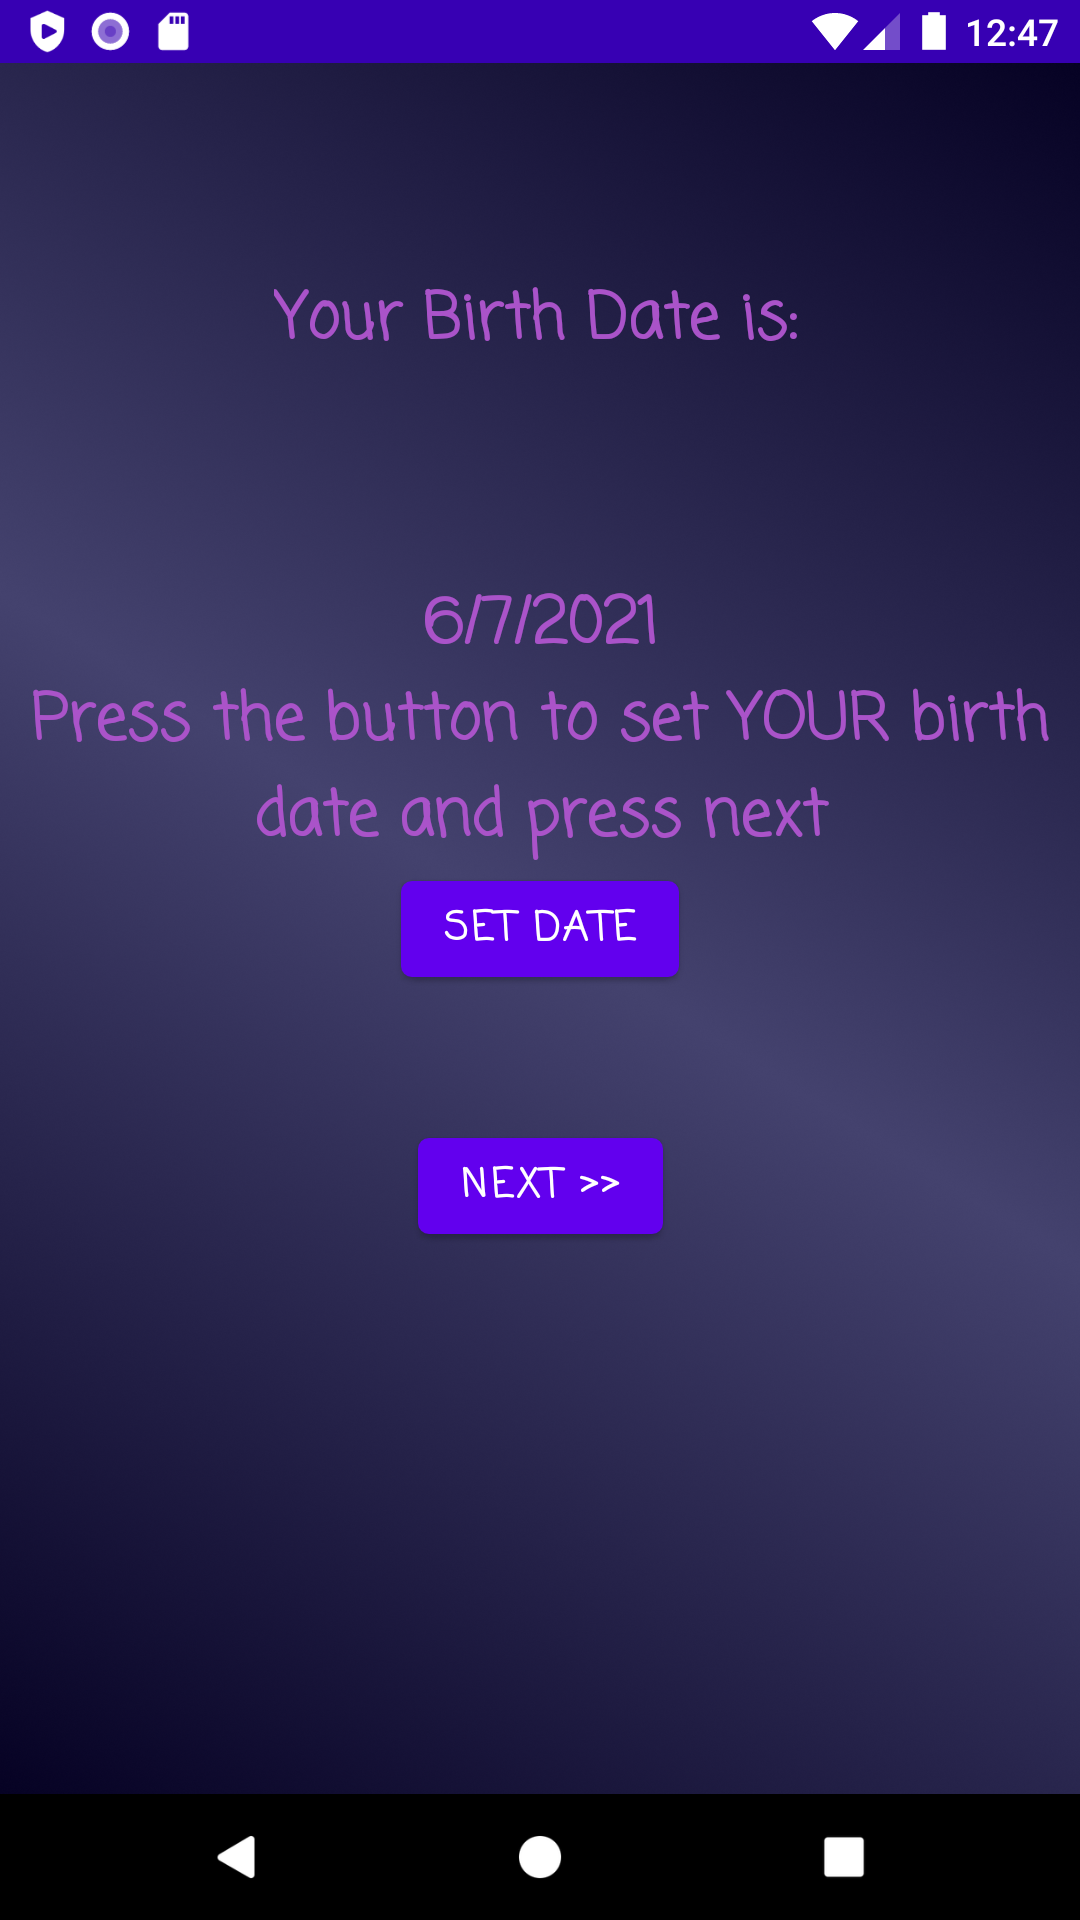 12:47
Your Birth Date is:
6/7/2021
Press the button to set YOUR birth
date and press next
SET DATE
NEXT >>